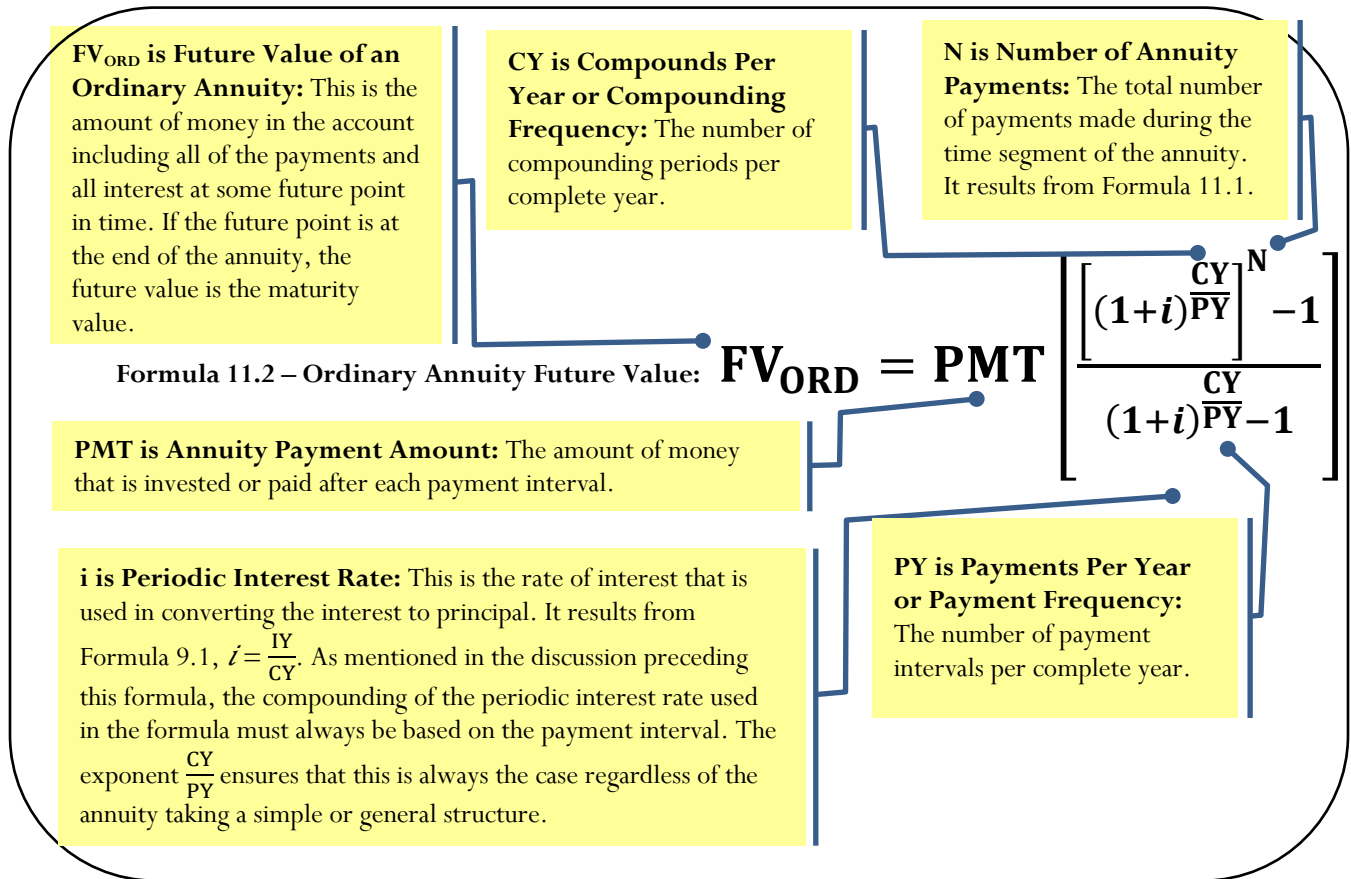 FV_ORD is Future Value of an
Ordinary Annuity: This is the
amount of money in the account
including all of the payments and
all interest at some future point
in time. If the future point is at
the end of the annuity, the
future value is the maturity
value.
CY is Compounds Per
Year or Compounding
Frequency: The number of
compounding periods per
complete year.
N is Number of Annuity
Payments: The total number
of payments made during the
time segment of the annuity.
It results from Formula 11.1.
Formula 11.2 – Ordinary Annuity Future Value: FV_ORD = PMT [ [ [(1+i)^(CY/PY)]^N −1 ] / [ (1+i)^(CY/PY) −1 ] ]
PMT is Annuity Payment Amount: The amount of money
that is invested or paid after each payment interval.
i is Periodic Interest Rate: This is the rate of interest that is
used in converting the interest to principal. It results from
Formula 9.1, i = IY/CY. As mentioned in the discussion preceding
this formula, the compounding of the periodic interest rate used
in the formula must always be based on the payment interval. The
exponent CY/PY ensures that this is always the case regardless of the
annuity taking a simple or general structure.
PY is Payments Per Year
or Payment Frequency:
The number of payment
intervals per complete year.